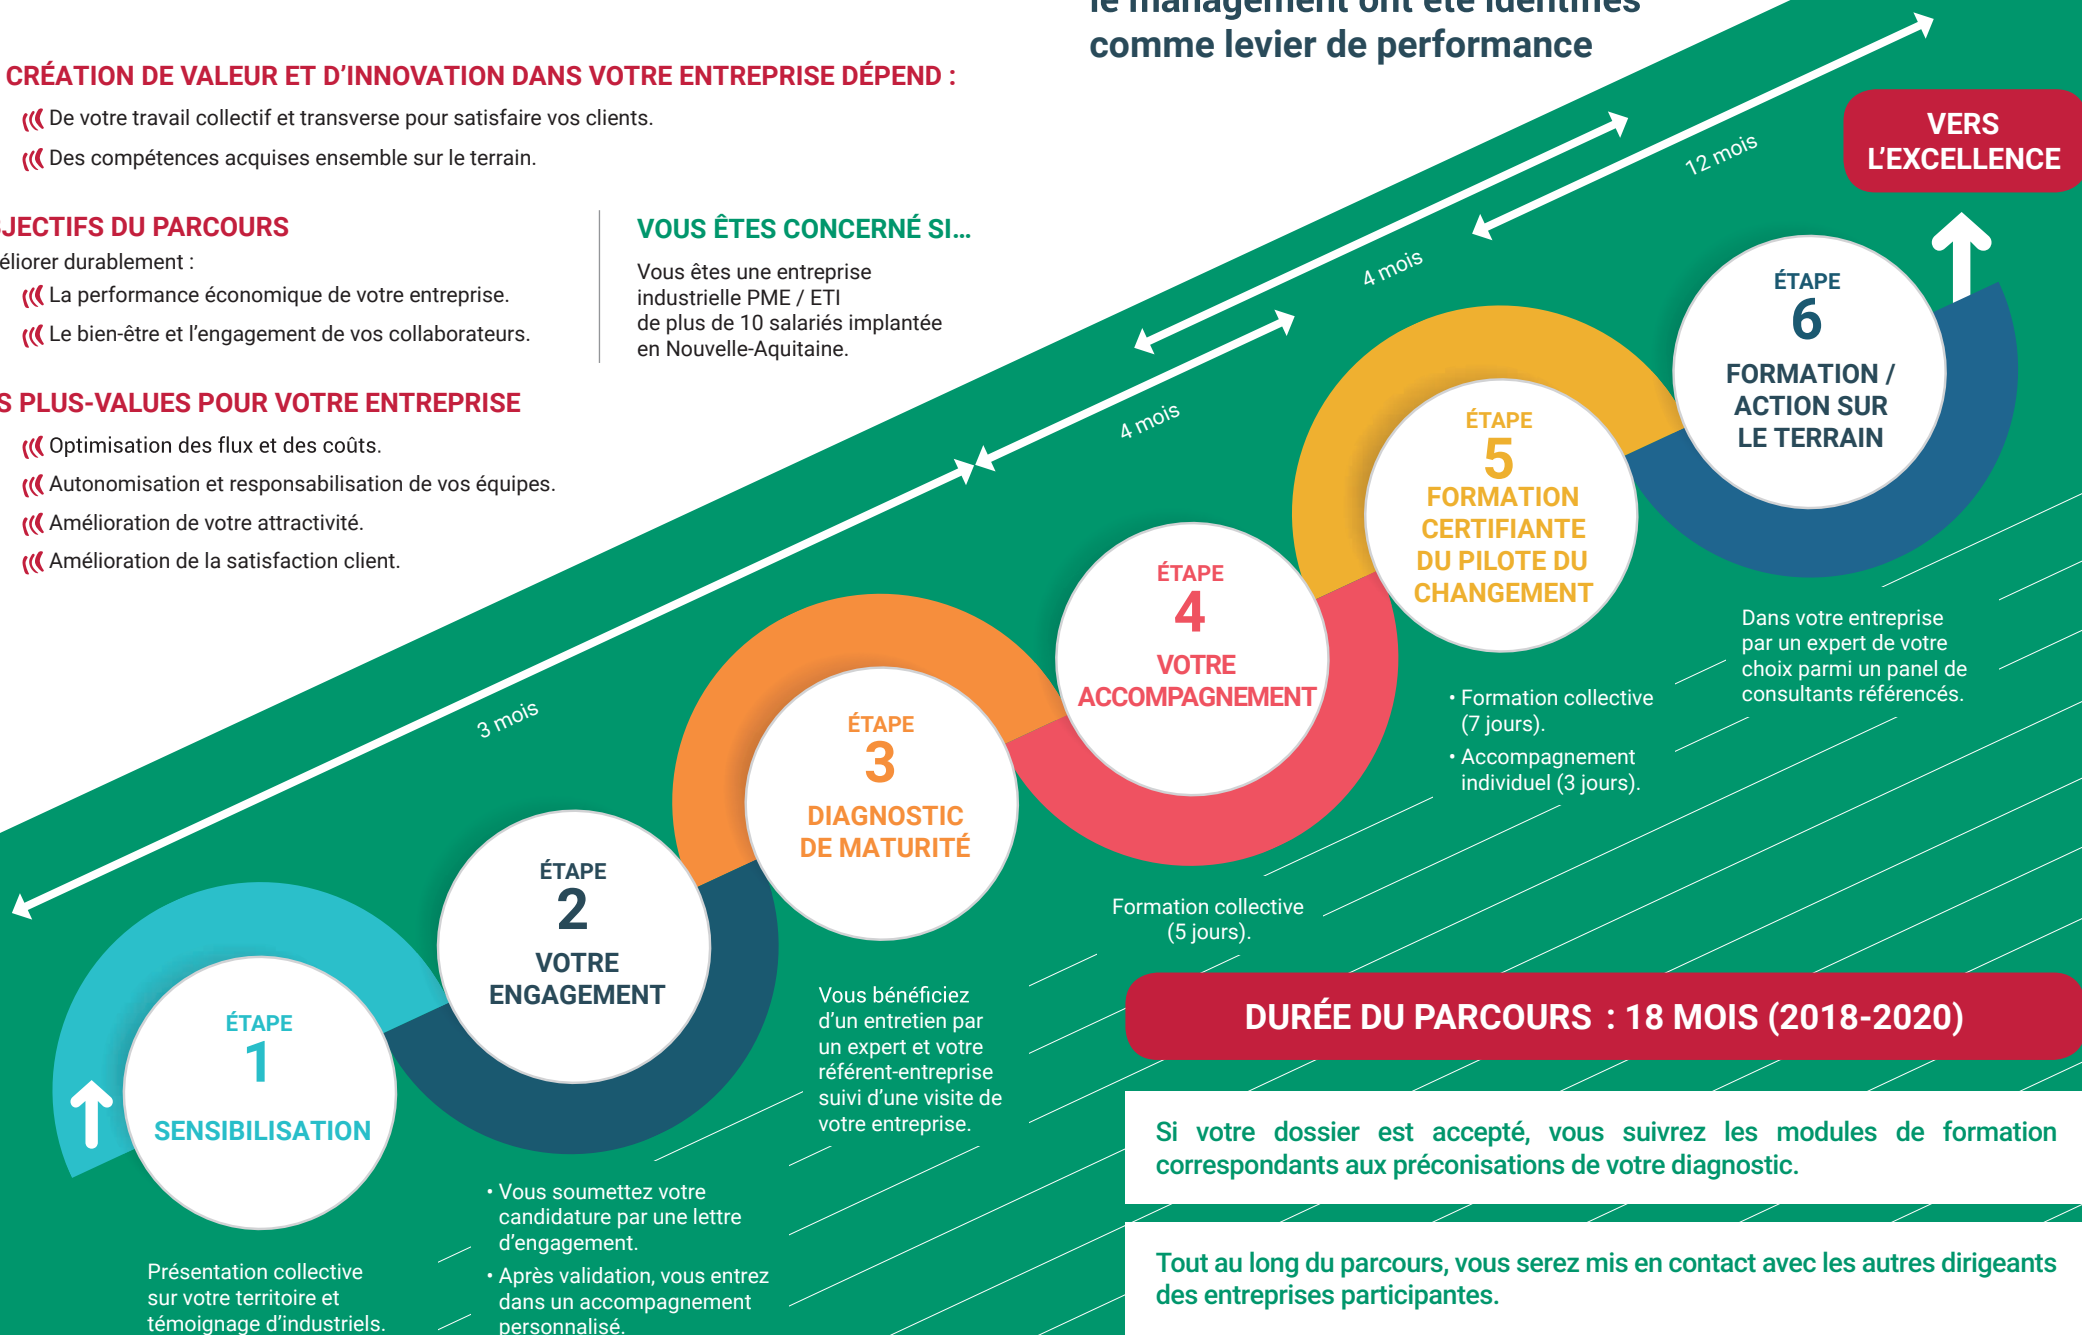 le management ont été identifiés
comme levier de performance
CRÉATION DE VALEUR ET D'INNOVATION DANS VOTRE ENTREPRISE DÉPEND :
De votre travail collectif et transverse pour satisfaire vos clients.
Des compétences acquises ensemble sur le terrain.
JECTIFS DU PARCOURS
éliorer durablement :
La performance économique de votre entreprise.
Le bien-être et l'engagement de vos collaborateurs.
VOUS ÊTES CONCERNÉ SI…
Vous êtes une entreprise
industrielle PME / ETI
de plus de 10 salariés implantée
en Nouvelle-Aquitaine.
S PLUS-VALUES POUR VOTRE ENTREPRISE
Optimisation des flux et des coûts.
Autonomisation et responsabilisation de vos équipes.
Amélioration de votre attractivité.
Amélioration de la satisfaction client.
3 mois
4 mois
4 mois
12 mois
VERS
L'EXCELLENCE
ÉTAPE
1
SENSIBILISATION
Présentation collective
sur votre territoire et
témoignage d'industriels.
ÉTAPE
2
VOTRE
ENGAGEMENT
• Vous soumettez votre
candidature par une lettre
d'engagement.
• Après validation, vous entrez
dans un accompagnement
personnalisé.
ÉTAPE
3
DIAGNOSTIC
DE MATURITÉ
Vous bénéficiez
d'un entretien par
un expert et votre
référent-entreprise
suivi d'une visite de
votre entreprise.
ÉTAPE
4
VOTRE
ACCOMPAGNEMENT
Formation collective
(5 jours).
ÉTAPE
5
FORMATION
CERTIFIANTE
DU PILOTE DU
CHANGEMENT
• Formation collective
(7 jours).
• Accompagnement
individuel (3 jours).
ÉTAPE
6
FORMATION /
ACTION SUR
LE TERRAIN
Dans votre entreprise
par un expert de votre
choix parmi un panel de
consultants référencés.
DURÉE DU PARCOURS : 18 MOIS (2018-2020)
Si votre dossier est accepté, vous suivrez les modules de formation
correspondants aux préconisations de votre diagnostic.
Tout au long du parcours, vous serez mis en contact avec les autres dirigeants
des entreprises participantes.